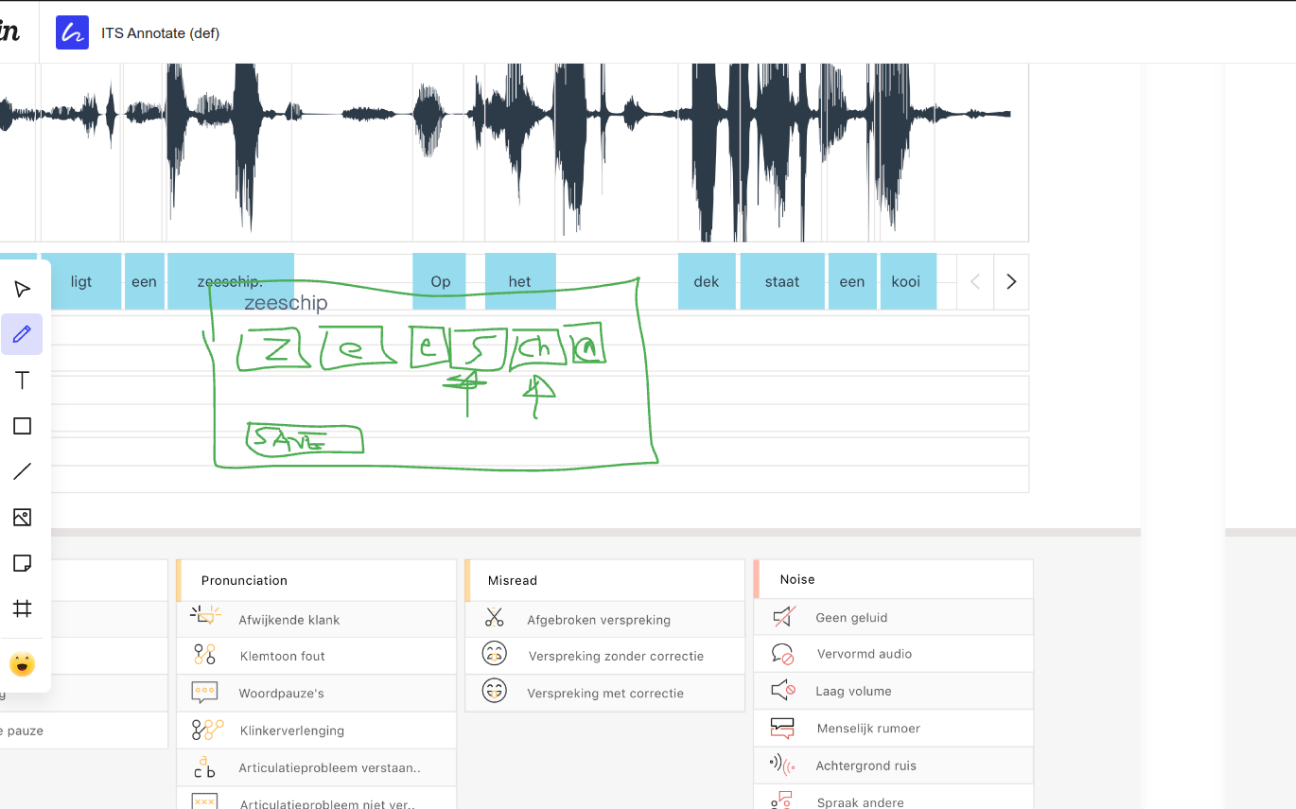 in ITS Annotate (def)
ligt een zeeschip. Op het dek staat een kooi
zeeschip
z e e s ch
SAVE
Pronunciation
Afwijkende klank
Klemtoon fout
Woordpauze's
Klinkerverlenging
Articulatieprobleem verstaan..
Articulatieprobleem niet ver..
Misread
Afgebroken verspreking
Verspreking zonder correctie
Verspreking met correctie
Noise
Geen geluid
Vervormd audio
Laag volume
Menselijk rumoer
Achtergrond ruis
Spraak andere
e pauze